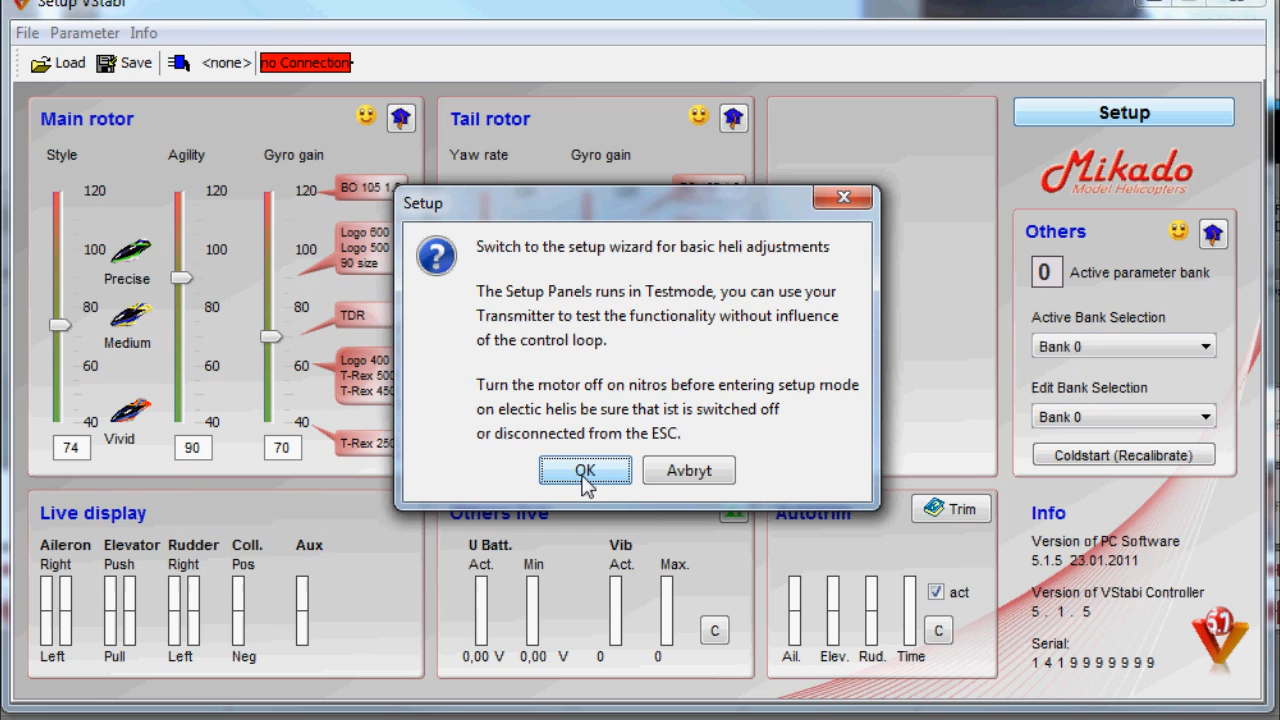 Setup VStabi
File Parameter Info
Load Save <none> no Connection
Main rotor
Style Agility Gyro gain
120 120 120
100 100 100
80 80 80
60 60 60
40 40 40
Precise
Medium
Vivid
74 90 70
BO 105
Logo 600
Logo 500
90 size
TDR
Logo 400
T-Rex 500
T-Rex 450
T-Rex 250
Tail rotor
Yaw rate Gyro gain
Setup
Switch to the setup wizard for basic heli adjustments
The Setup Panels runs in Testmode, you can use your
Transmitter to test the functionality without influence
of the control loop.
Turn the motor off on nitros before entering setup mode
on electic helis be sure that ist is switched off
or disconnected from the ESC.
OK Avbryt
Setup
Mikado
Model Helicopters
Others
0 Active parameter bank
Active Bank Selection
Bank 0
Edit Bank Selection
Bank 0
Coldstart (Recalibrate)
Live display
Aileron Elevator Rudder Coll. Aux
Right Push Right Pos
Left Pull Left Neg
Others live
U Batt. Vib
Act. Min Act. Max.
C
0,00 V 0,00 V 0 0
Autotrim
Trim
act
C
Ail. Elev. Rud. Time
Info
Version of PC Software
5.1.5 23.01.2011
Version of VStabi Controller
5 . 1 . 5
Serial:
1 4 1 9 9 9 9 9 9 9